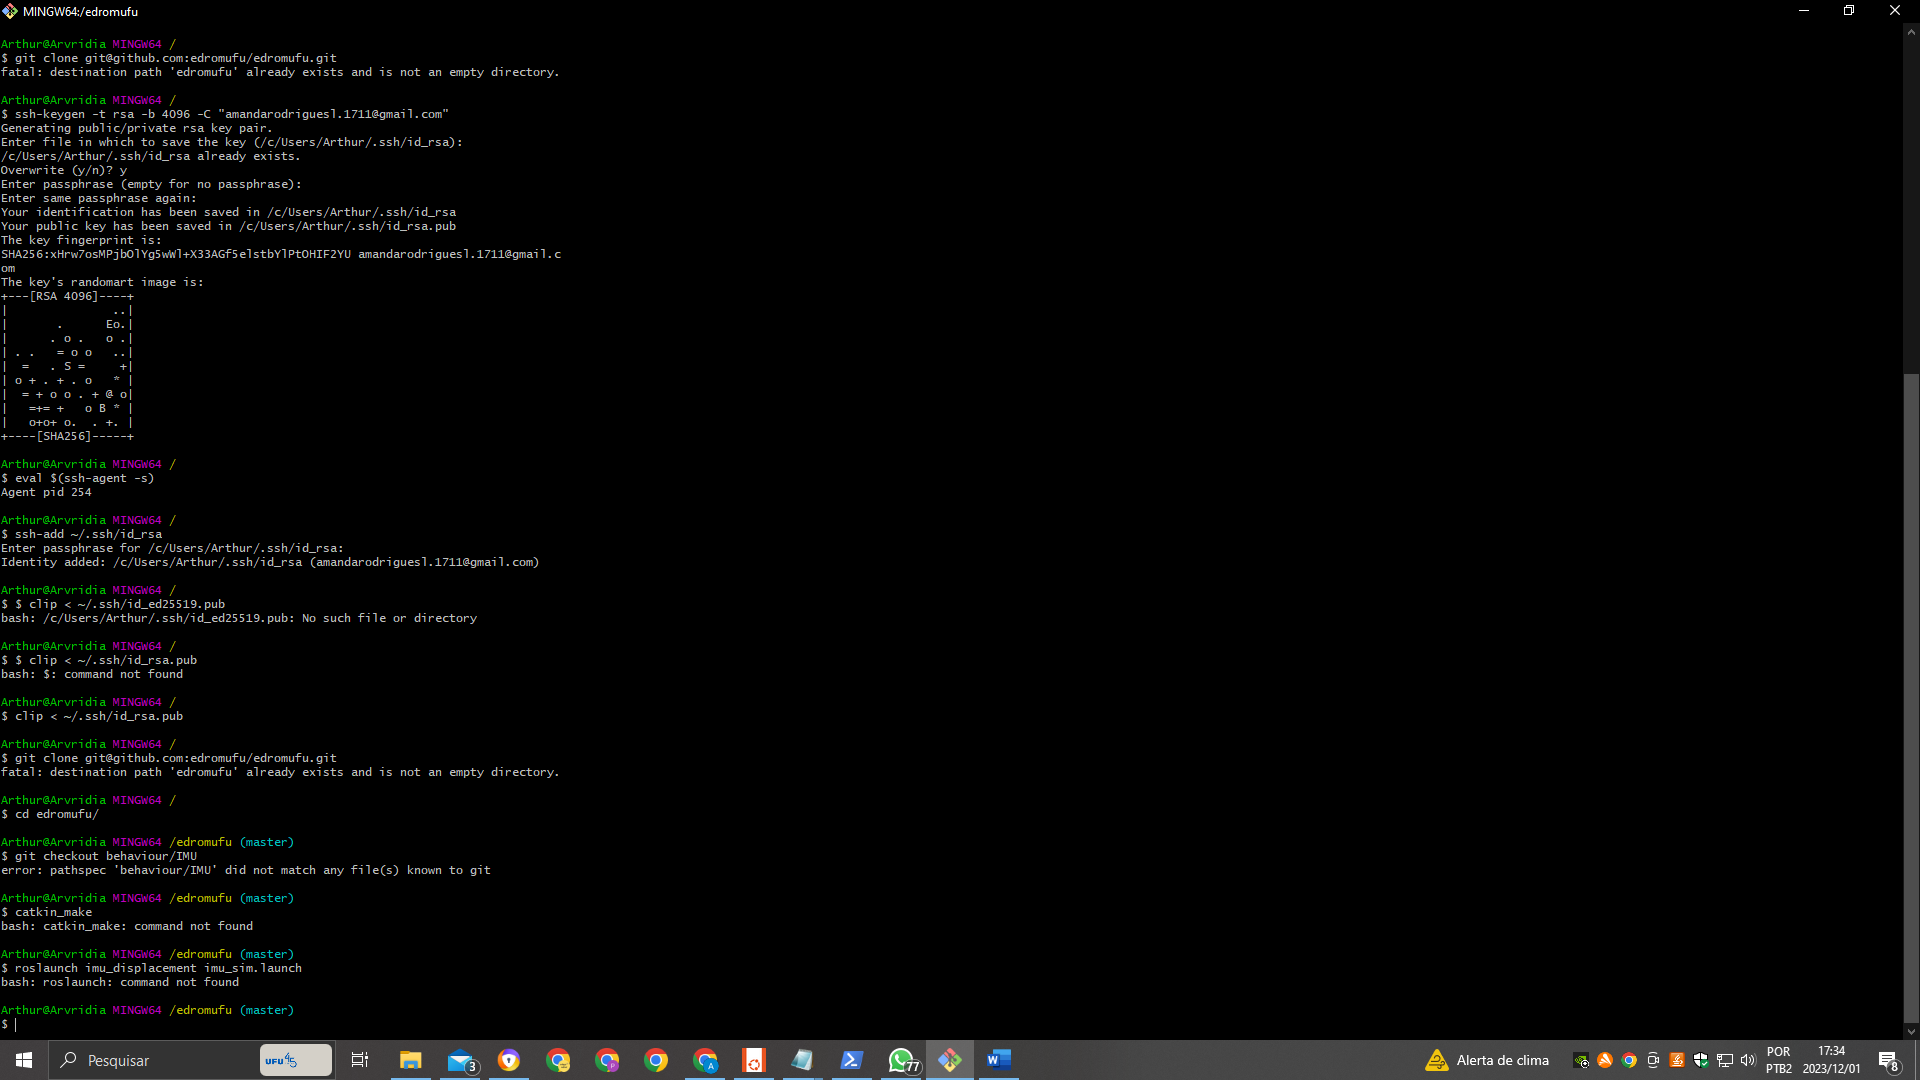 MINGW64:/edromufu
Arthur@Arvridia MINGW64 /
$ git clone git@github.com:edromufu/edromufu.git
fatal: destination path 'edromufu' already exists and is not an empty directory.
Arthur@Arvridia MINGW64 /
$ ssh-keygen -t rsa -b 4096 -C "amandarodriguesl.1711@gmail.com"
Generating public/private rsa key pair.
Enter file in which to save the key (/c/Users/Arthur/.ssh/id_rsa):
/c/Users/Arthur/.ssh/id_rsa already exists.
Overwrite (y/n)? y
Enter passphrase (empty for no passphrase):
Enter same passphrase again:
Your identification has been saved in /c/Users/Arthur/.ssh/id_rsa
Your public key has been saved in /c/Users/Arthur/.ssh/id_rsa.pub
The key fingerprint is:
SHA256:xHrw7osMPjbOlYg5wWl+X33AGf5elstbYlPtOHIF2YU amandarodriguesl.1711@gmail.c
om
The key's randomart image is:
+---[RSA 4096]----+
|               ..|
|       .      Eo.|
|      . o .   o .|
| . .   = o o   ..|
|  =   . S =     +|
| o + . + . o   * |
|  = + o o . + @ o|
|   =+= +   o B * |
|   o+o+ o.  . +. |
+----[SHA256]-----+
Arthur@Arvridia MINGW64 /
$ eval $(ssh-agent -s)
Agent pid 254
Arthur@Arvridia MINGW64 /
$ ssh-add ~/.ssh/id_rsa
Enter passphrase for /c/Users/Arthur/.ssh/id_rsa:
Identity added: /c/Users/Arthur/.ssh/id_rsa (amandarodriguesl.1711@gmail.com)
Arthur@Arvridia MINGW64 /
$ $ clip < ~/.ssh/id_ed25519.pub
bash: /c/Users/Arthur/.ssh/id_ed25519.pub: No such file or directory
Arthur@Arvridia MINGW64 /
$ $ clip < ~/.ssh/id_rsa.pub
bash: $: command not found
Arthur@Arvridia MINGW64 /
$ clip < ~/.ssh/id_rsa.pub
Arthur@Arvridia MINGW64 /
$ git clone git@github.com:edromufu/edromufu.git
fatal: destination path 'edromufu' already exists and is not an empty directory.
Arthur@Arvridia MINGW64 /
$ cd edromufu/
Arthur@Arvridia MINGW64 /edromufu (master)
$ git checkout behaviour/IMU
error: pathspec 'behaviour/IMU' did not match any file(s) known to git
Arthur@Arvridia MINGW64 /edromufu (master)
$ catkin_make
bash: catkin_make: command not found
Arthur@Arvridia MINGW64 /edromufu (master)
$ roslaunch imu_displacement imu_sim.launch
bash: roslaunch: command not found
Arthur@Arvridia MINGW64 /edromufu (master)
$
Pesquisar
UFU 45
3
77
Alerta de clima
POR
PTB2
17:34
2023/12/01
8